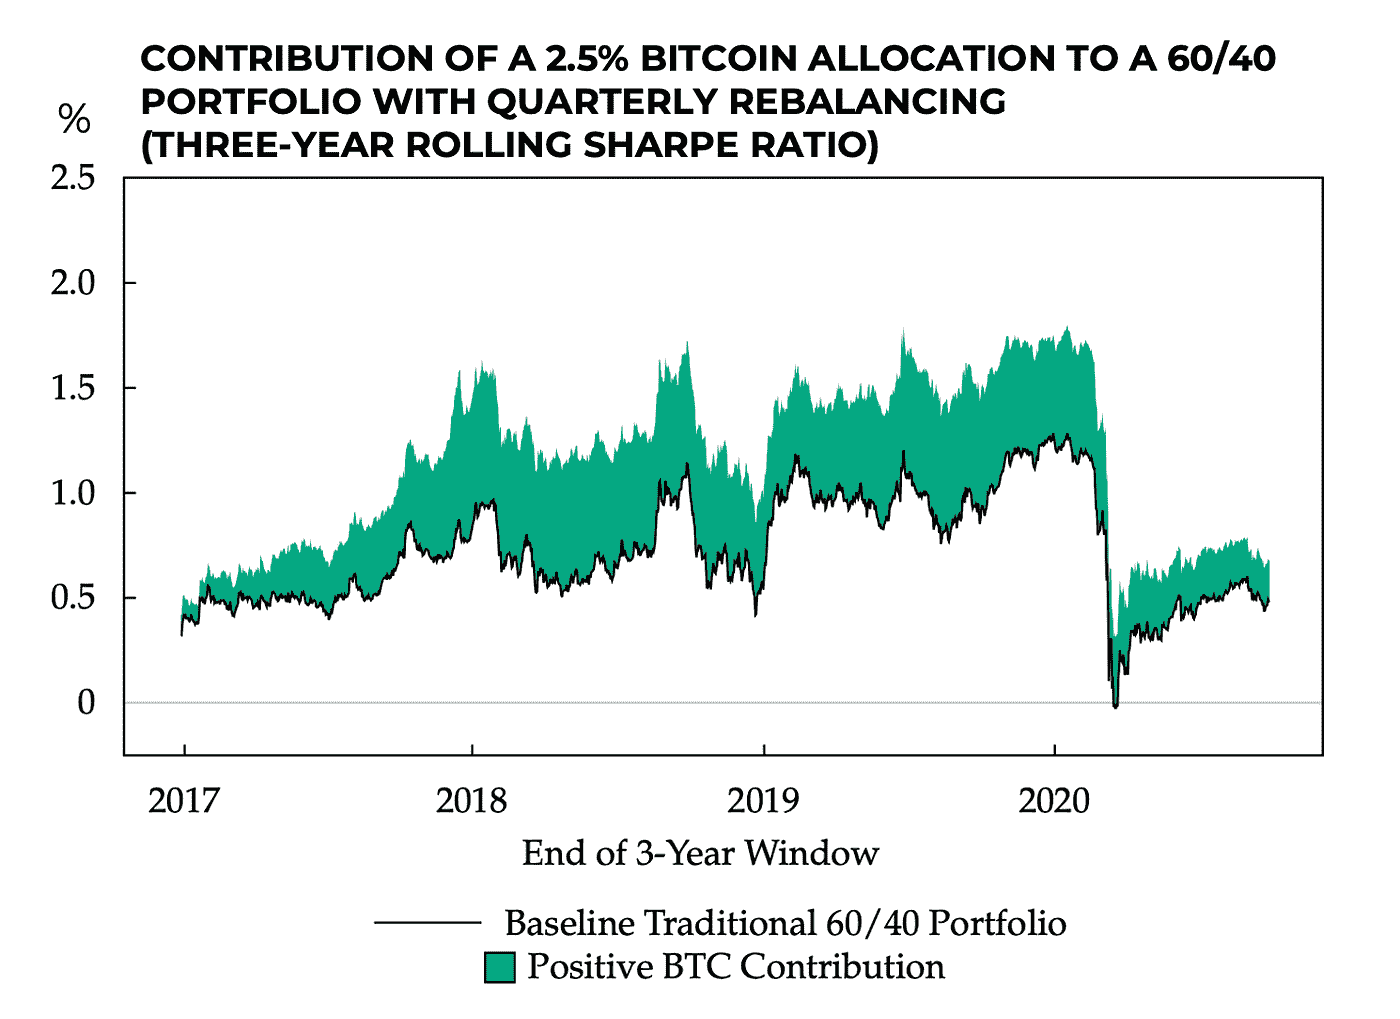 CONTRIBUTION OF A 2.5% BITCOIN ALLOCATION TO A 60/40
PORTFOLIO WITH QUARTERLY REBALANCING
(THREE-YEAR ROLLING SHARPE RATIO)
%
2.5
2.0
1.5
1.0
0.5
0
2017 2018 2019 2020
End of 3-Year Window
Baseline Traditional 60/40 Portfolio
Positive BTC Contribution